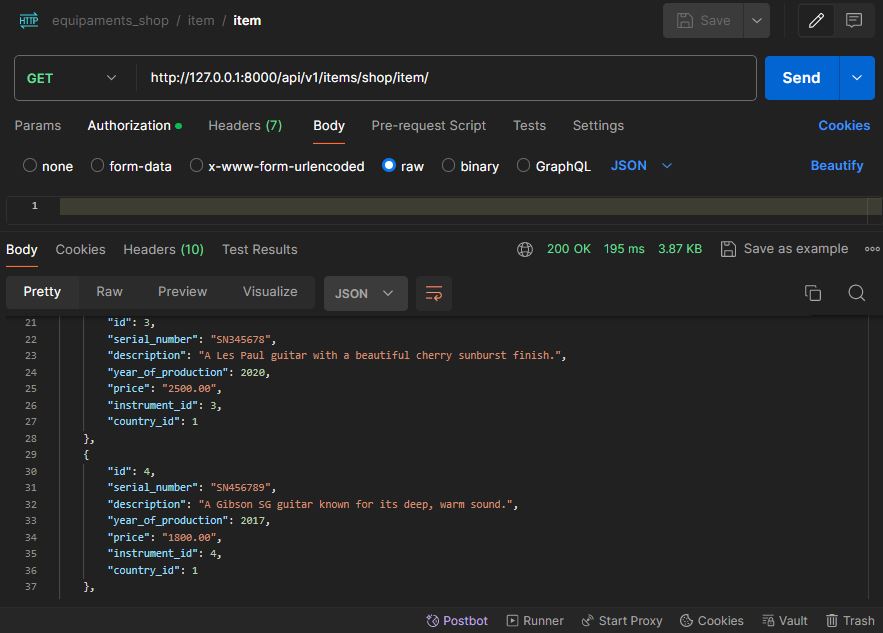 HTTP equipaments_shop / item / item Save
GET http://127.0.0.1:8000/api/v1/items/shop/item/ Send
Params Authorization Headers (7) Body Pre-request Script Tests Settings Cookies
none form-data x-www-form-urlencoded raw binary GraphQL JSON Beautify
1
Body Cookies Headers (10) Test Results 200 OK 195 ms 3.87 KB Save as example
Pretty Raw Preview Visualize JSON
21 "id": 3,
22 "serial_number": "SN345678",
23 "description": "A Les Paul guitar with a beautiful cherry sunburst finish.",
24 "year_of_production": 2020,
25 "price": "2500.00",
26 "instrument_id": 3,
27 "country_id": 1
28 },
29 {
30 "id": 4,
31 "serial_number": "SN456789",
32 "description": "A Gibson SG guitar known for its deep, warm sound.",
33 "year_of_production": 2017,
34 "price": "1800.00",
35 "instrument_id": 4,
36 "country_id": 1
37 },
Postbot Runner Start Proxy Cookies Vault Trash